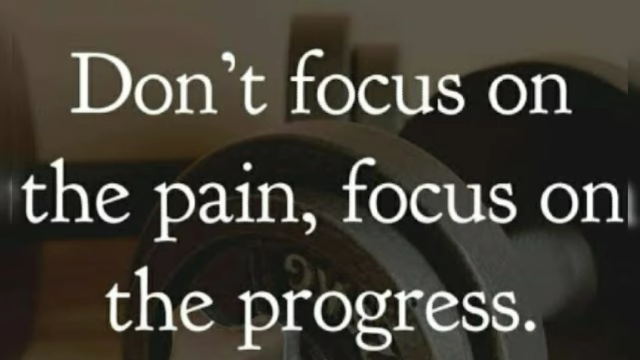 Don't focus on
the pain, focus on
the progress.